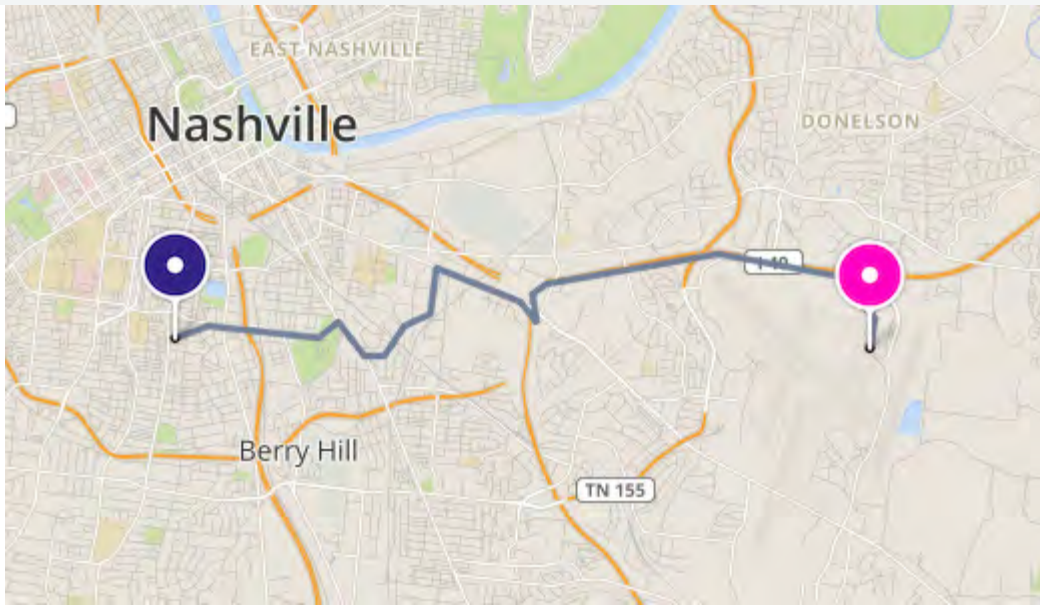 EAST NASHVILLE
Nashville
DONELSON
I-40
Berry Hill
TN 155